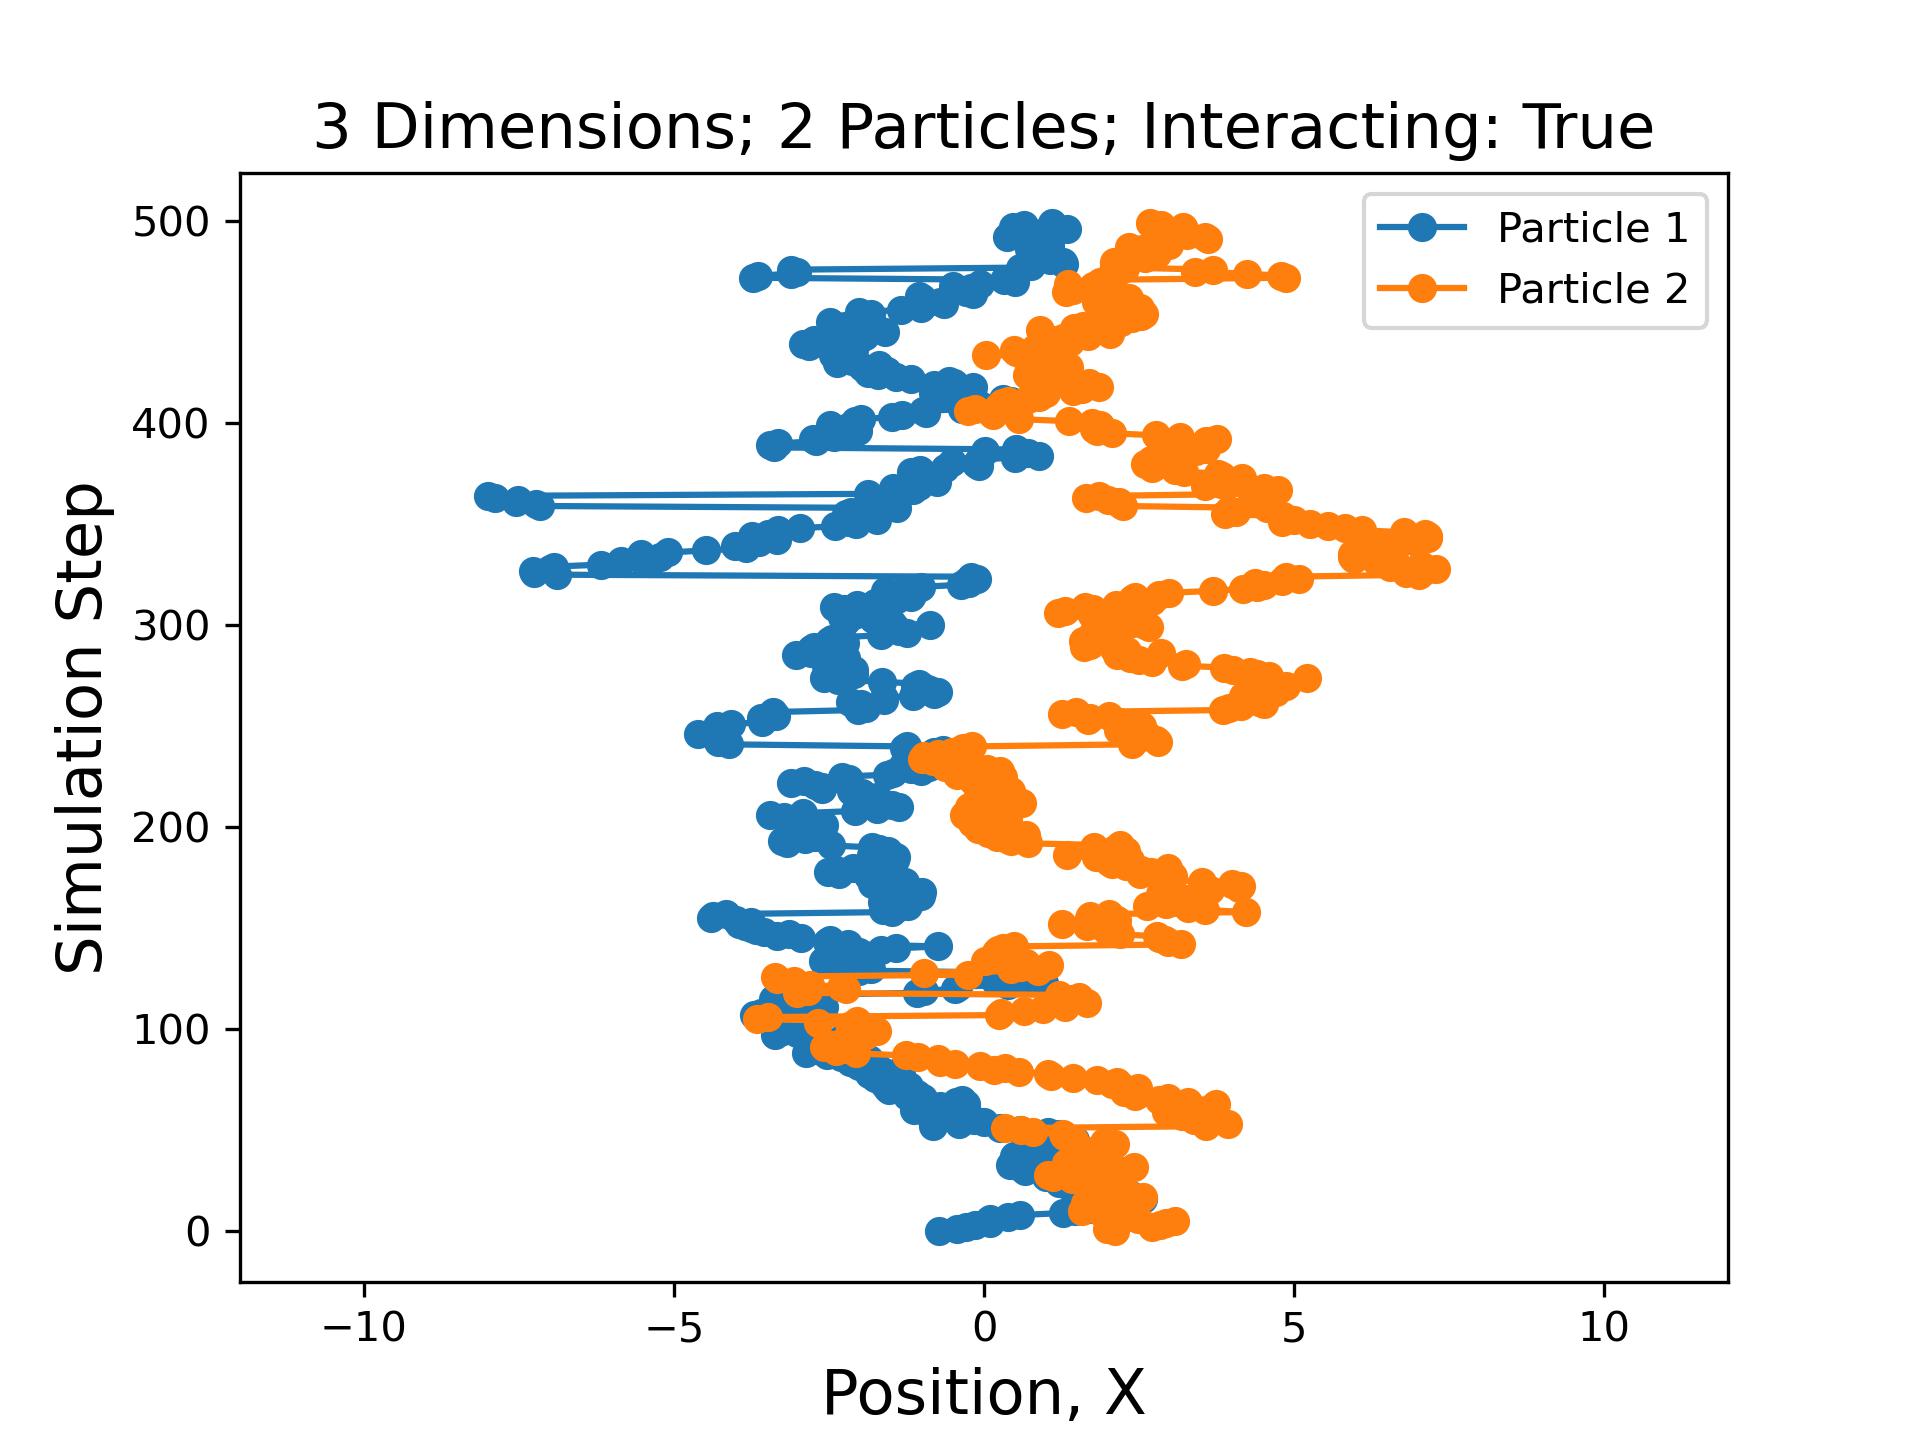 3 Dimensions; 2 Particles; Interacting: True
Particle 1
Particle 2
Simulation Step
500
400
300
200
100
0
−10
−5
0
5
10
Position, X